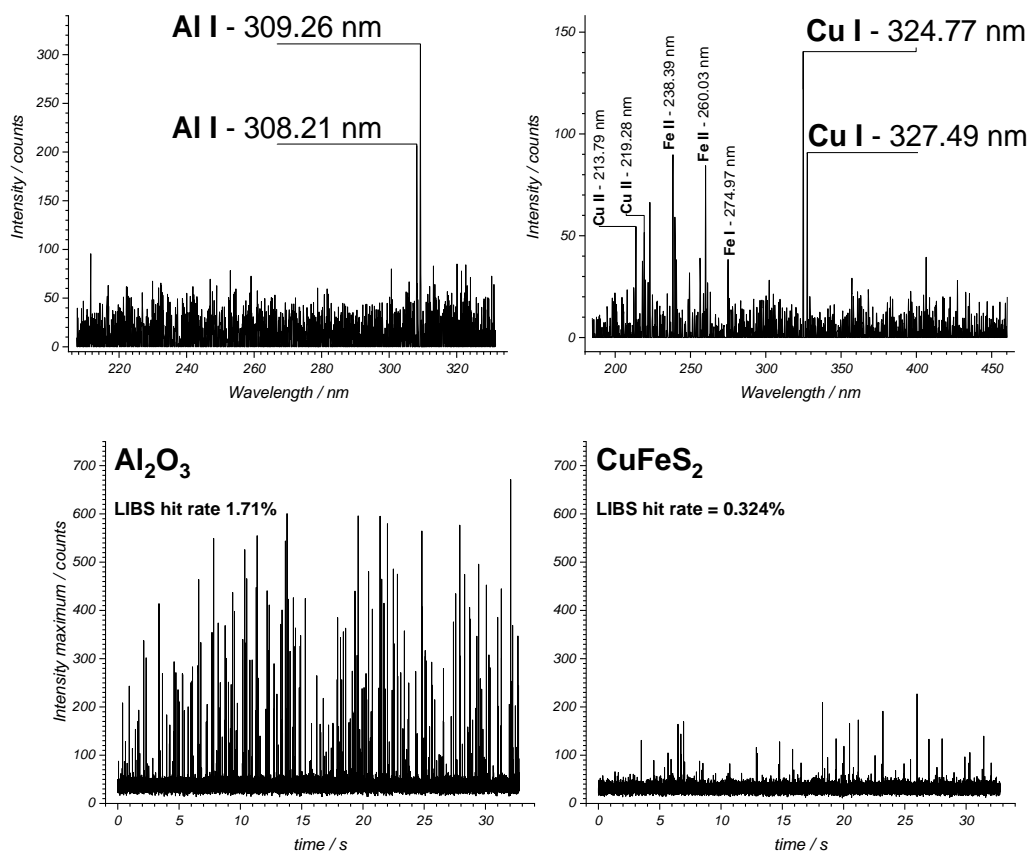 Al I - 309.26 nm
Al I - 308.21 nm
300
250
200
150
100
50
0
Intensity / counts
220
240
260
280
300
320
Wavelength / nm
Cu I - 324.77 nm
Cu I - 327.49 nm
Cu II - 213.79 nm
Cu II - 219.28 nm
Fe II - 238.39 nm
Fe II - 260.03 nm
Fe I - 274.97 nm
150
100
50
0
Intensity / counts
200
250
300
350
400
450
Wavelength / nm
Al₂O₃
LIBS hit rate 1.71%
700
600
500
400
300
200
100
0
Intensity maximum / counts
0
5
10
15
20
25
30
time / s
CuFeS₂
LIBS hit rate = 0.324%
700
600
500
400
300
200
100
0
0
5
10
15
20
25
30
time / s